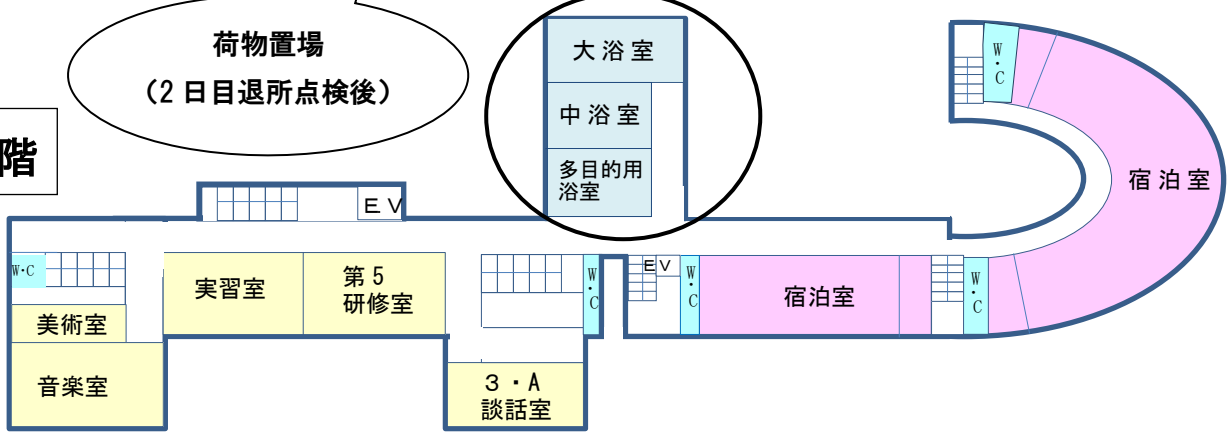 荷物置場
（2日目退所点検後）
階
大浴室
中浴室
多目的用
浴室
W・C
宿泊室
ＥＶ
W・C
実習室
第5
研修室
W・C
ＥＶ
W・C
宿泊室
W・C
美術室
音楽室
３・A
談話室